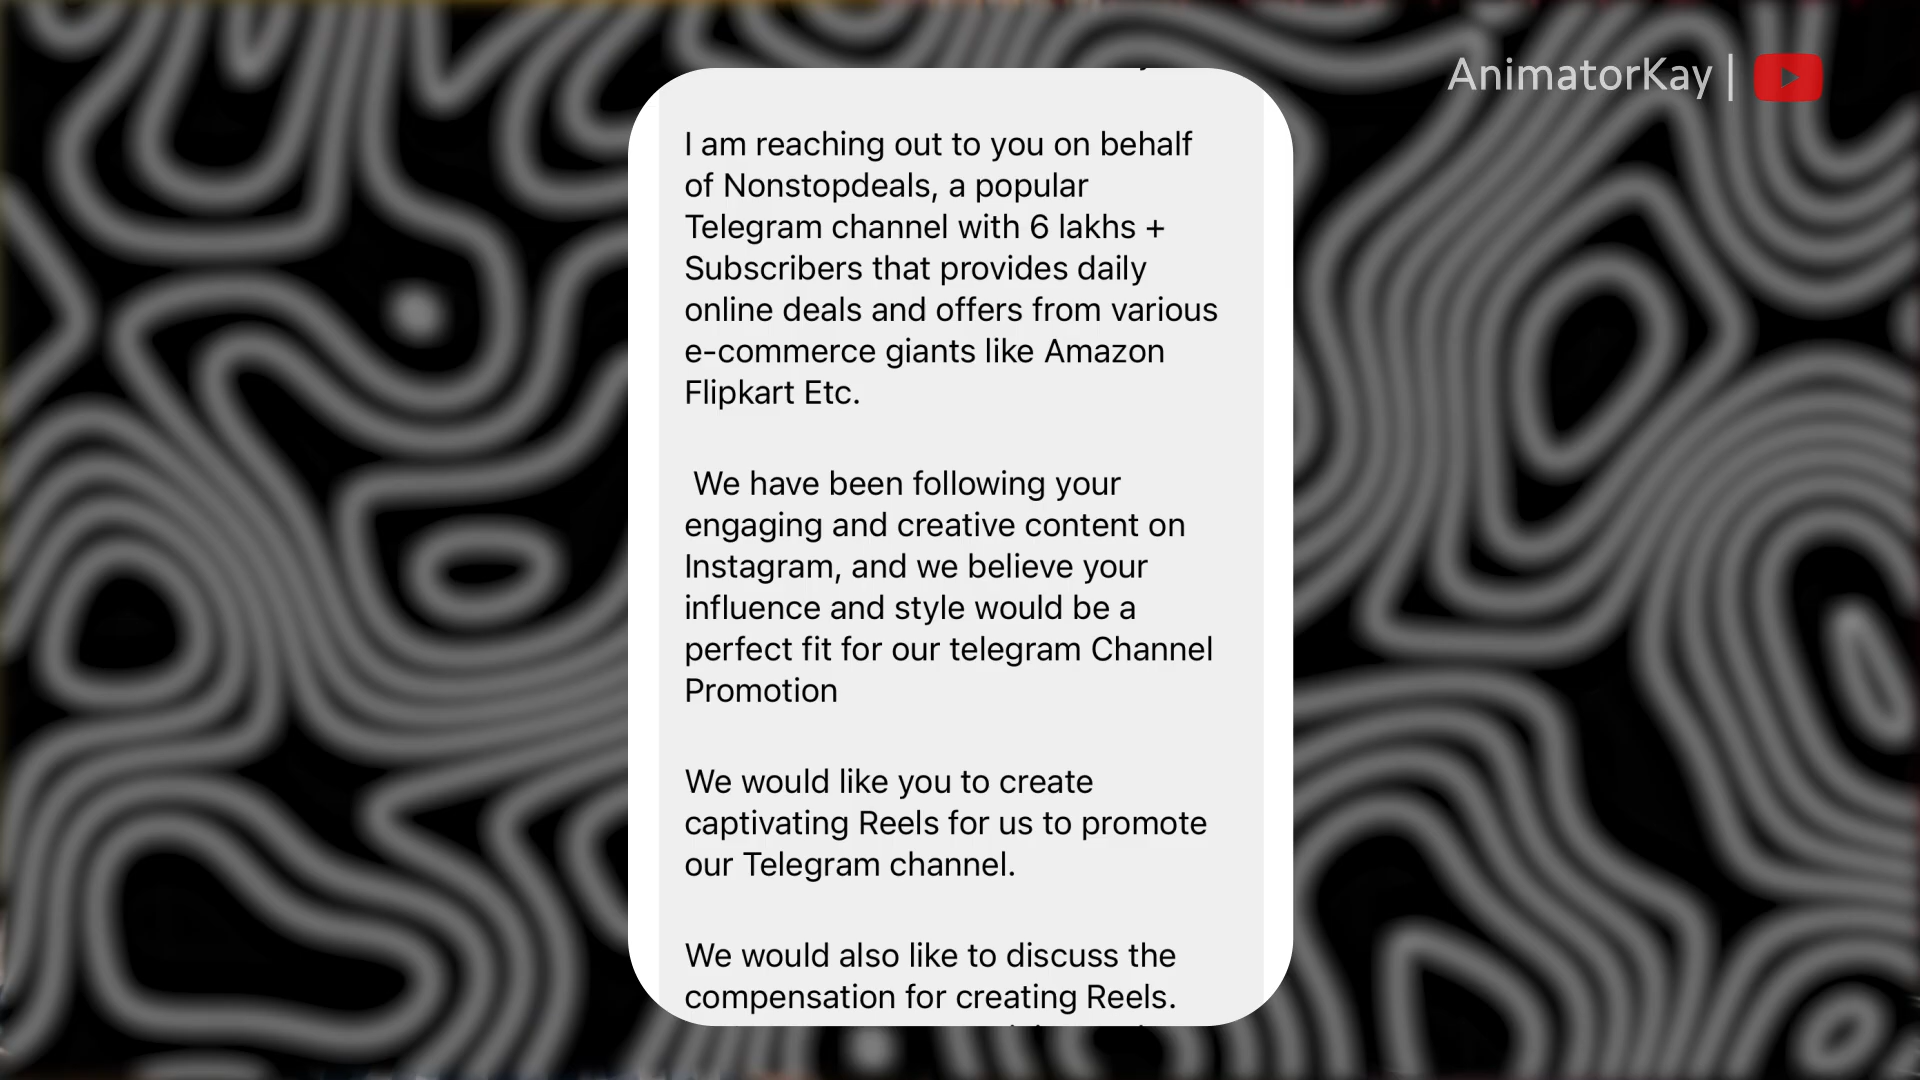 AnimatorKay |
I am reaching out to you on behalf
of Nonstopdeals, a popular
Telegram channel with 6 lakhs +
Subscribers that provides daily
online deals and offers from various
e-commerce giants like Amazon
Flipkart Etc.
We have been following your
engaging and creative content on
Instagram, and we believe your
influence and style would be a
perfect fit for our telegram Channel
Promotion
We would like you to create
captivating Reels for us to promote
our Telegram channel.
We would also like to discuss the
compensation for creating Reels.